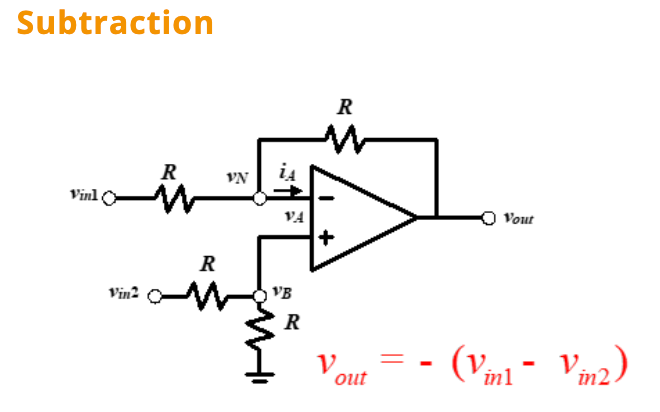 Subtraction
R
R
vN
iA
vin1
vA
−
+
vout
R
vin2
vB
R
vout = - (vin1 - vin2)